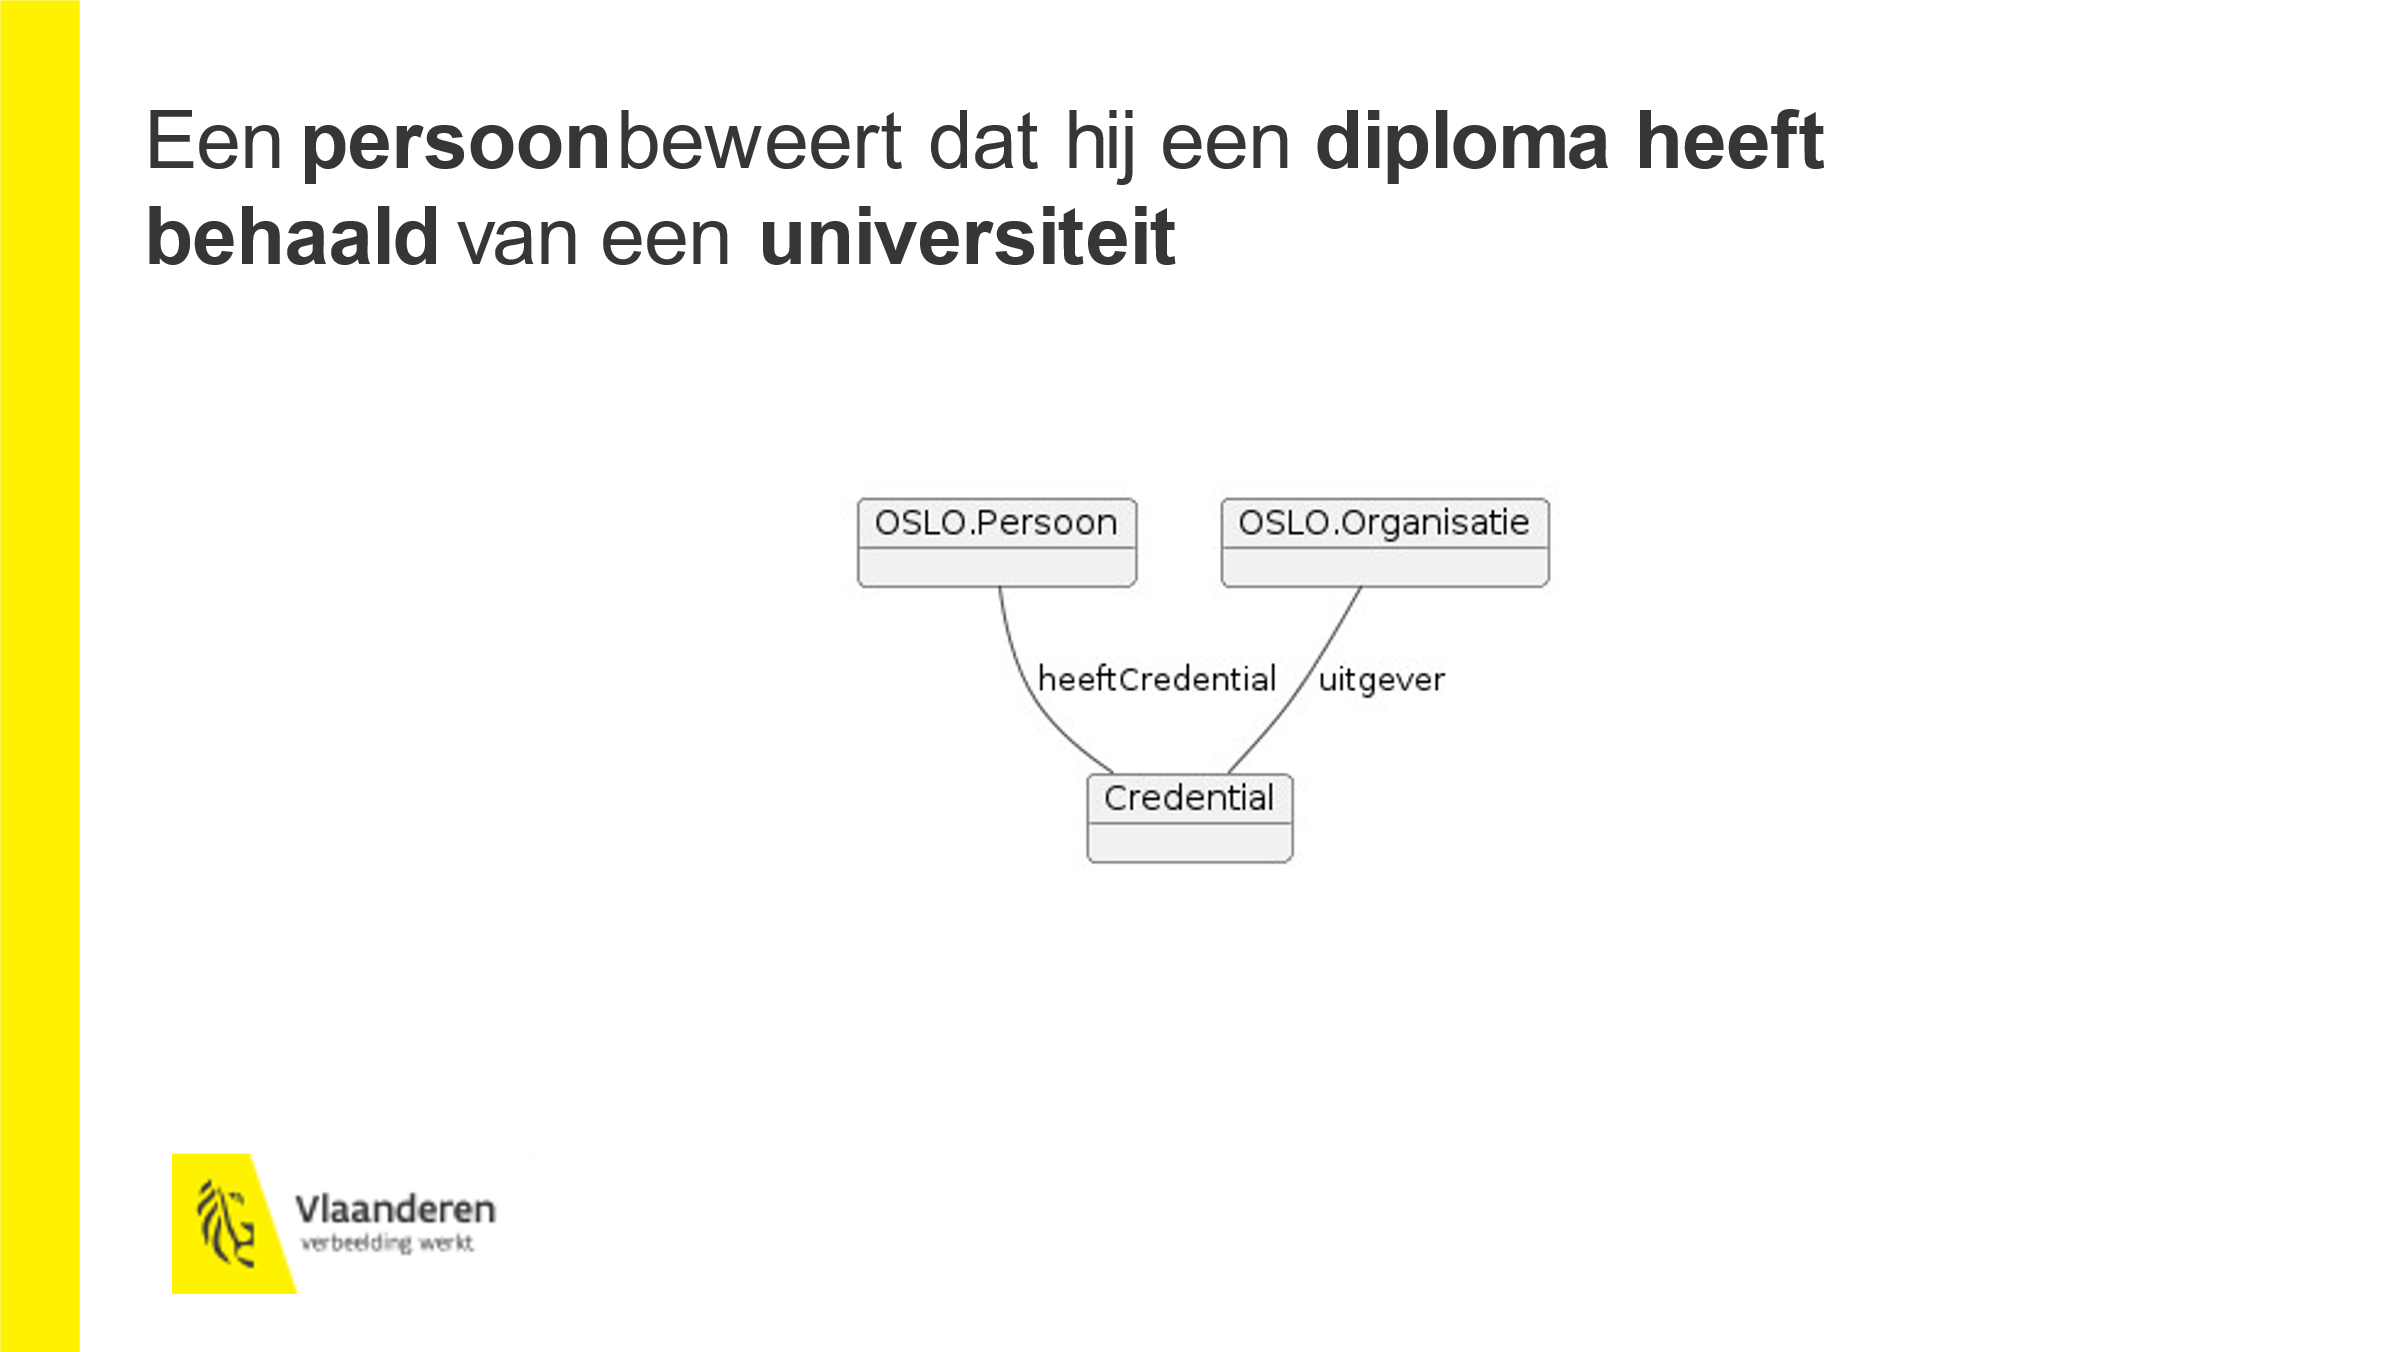 Een persoon beweert dat hij een diploma heeft
behaald van een universiteit
OSLO.Persoon
OSLO.Organisatie
heeftCredential
uitgever
Credential
Vlaanderen
verbeelding werkt